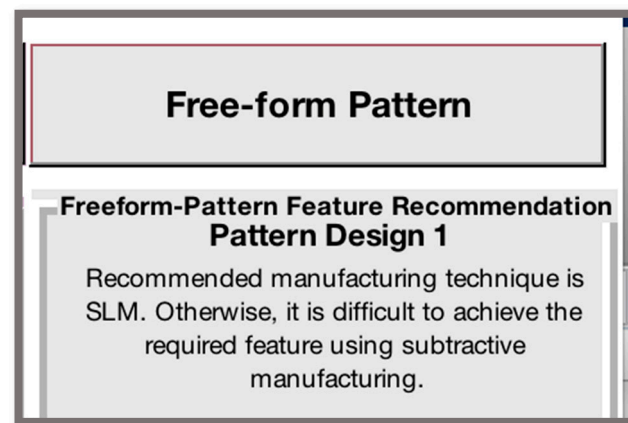 Free-form Pattern
Freeform-Pattern Feature Recommendation
Pattern Design 1
Recommended manufacturing technique is
SLM. Otherwise, it is difficult to achieve the
required feature using subtractive
manufacturing.